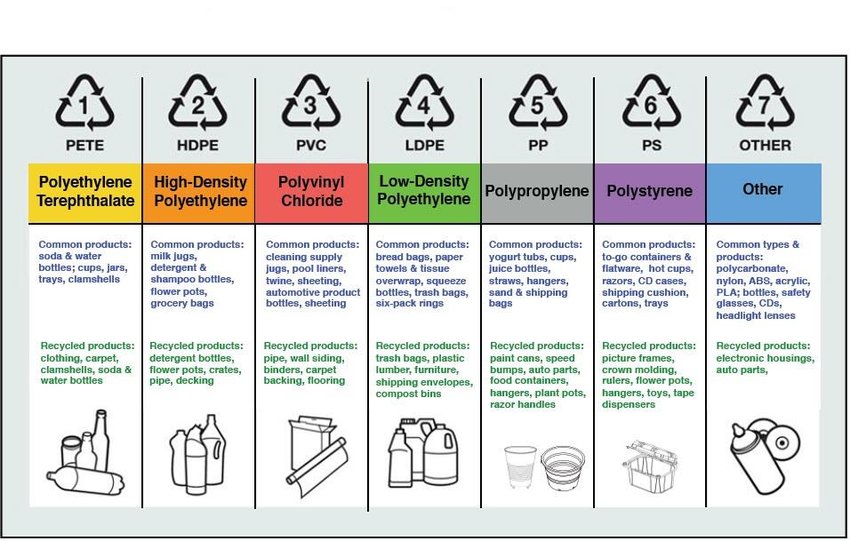 1
PETE
Polyethylene
Terephthalate
Common products:
soda & water
bottles; cups, jars,
trays, clamshells
Recycled products:
clothing, carpet,
clamshells, soda &
water bottles
2
HDPE
High-Density
Polyethylene
Common products:
milk jugs,
detergent &
shampoo bottles,
flower pots,
grocery bags
Recycled products:
detergent bottles,
flower pots, crates,
pipe, decking
3
PVC
Polyvinyl
Chloride
Common products:
cleaning supply
jugs, pool liners,
twine, sheeting,
automotive product
bottles, sheeting
Recycled products:
pipe, wall siding,
binders, carpet
backing, flooring
4
LDPE
Low-Density
Polyethylene
Common products:
bread bags, paper
towels & tissue
overwrap, squeeze
bottles, trash bags,
six-pack rings
Recycled products:
trash bags, plastic
lumber, furniture,
shipping envelopes,
compost bins
5
PP
Polypropylene
Common products:
yogurt tubs, cups,
juice bottles,
straws, hangers,
sand & shipping
bags
Recycled products:
paint cans, speed
bumps, auto parts,
food containers,
hangers, plant pots,
razor handles
6
PS
Polystyrene
Common products:
to-go containers &
flatware, hot cups,
razors, CD cases,
shipping cushion,
cartons, trays
Recycled products:
picture frames,
crown molding,
rulers, flower pots,
hangers, toys, tape
dispensers
7
OTHER
Other
Common types &
products:
polycarbonate,
nylon, ABS, acrylic,
PLA; bottles, safety
glasses, CDs,
headlight lenses
Recycled products:
electronic housings,
auto parts,